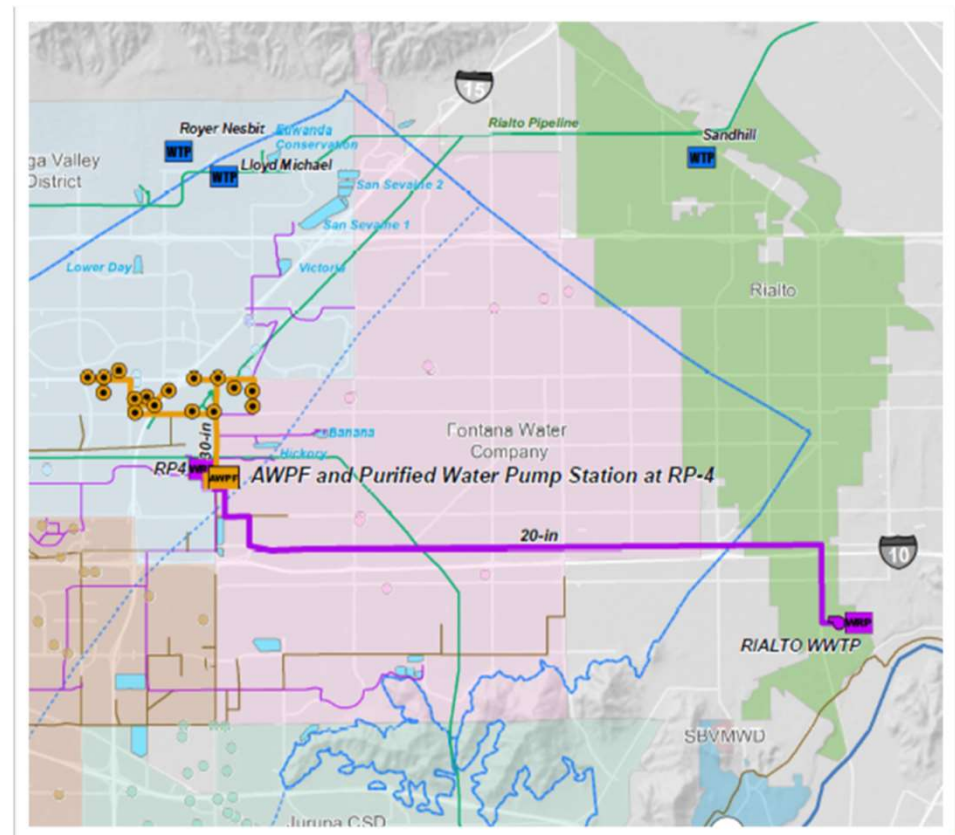 15
Rialto Pipeline
Royer Nesbit
Etiwanda
Conservation
Sandhill
WTP
WTP
WTP
Lloyd Michael
ga Valley
District
San Sevaine 2
San Sevaine 1
Lower Day
Victoria
Rialto
30-in
Banana
Fontana Water
Company
Hickory
RP4
WRP
AWPF
AWPF and Purified Water Pump Station at RP-4
20-in
10
WRP
RIALTO WWTP
SBVMWD
Jurupa CSD